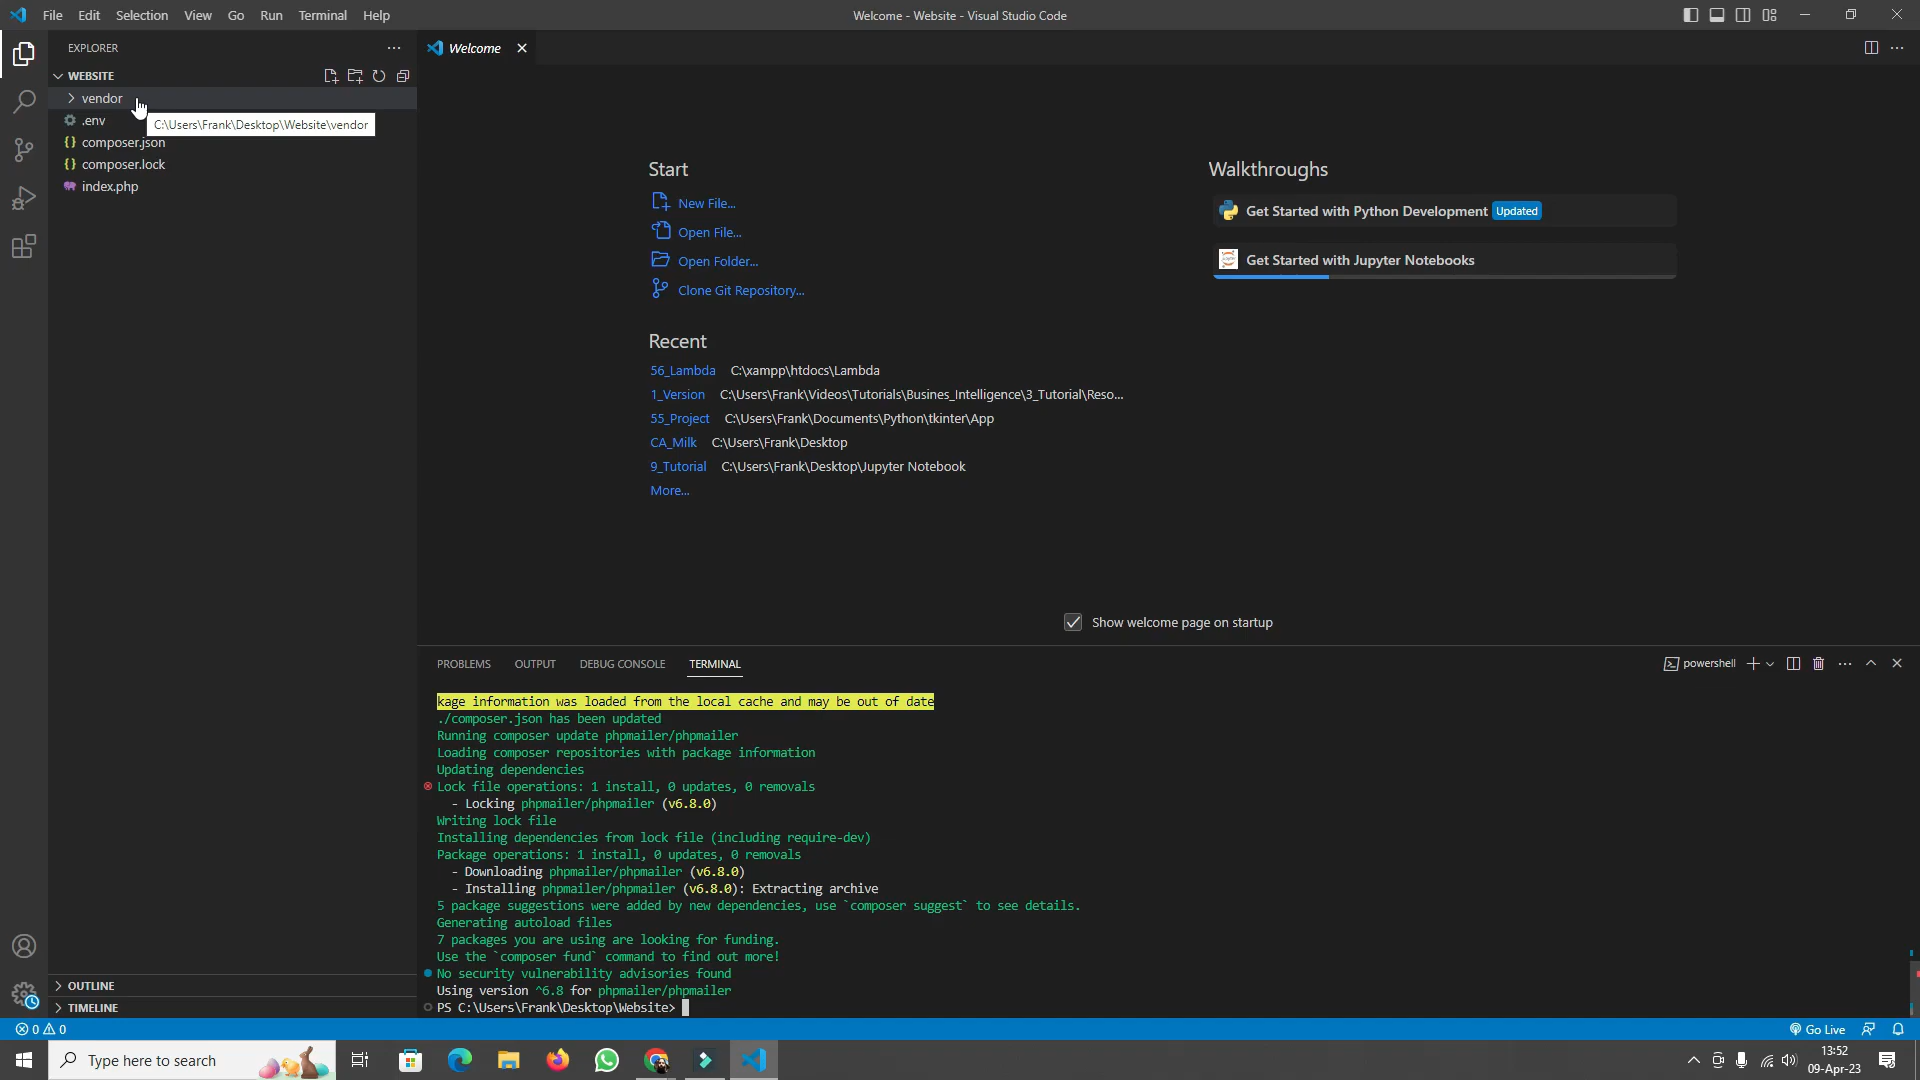 File Edit Selection View Go Run Terminal Help
Welcome - Website - Visual Studio Code
EXPLORER
WEBSITE
vendor
C:\Users\Frank\Desktop\Website\vendor
.env
composer.json
composer.lock
index.php
OUTLINE
TIMELINE
Welcome
Start
New File...
Open File...
Open Folder...
Clone Git Repository...
Recent
56_Lambda C:\xampp\htdocs\Lambda
1_Version C:\Users\Frank\Videos\Tutorials\Busines_Intelligence\3_Tutorial\Reso...
55_Project C:\Users\Frank\Documents\Python\tkinter\App
CA_Milk C:\Users\Frank\Desktop
9_Tutorial C:\Users\Frank\Desktop\Jupyter Notebook
More...
Walkthroughs
Get Started with Python Development Updated
Get Started with Jupyter Notebooks
Show welcome page on startup
PROBLEMS OUTPUT DEBUG CONSOLE TERMINAL
powershell
kage information was loaded from the local cache and may be out of date
./composer.json has been updated
Running composer update phpmailer/phpmailer
Loading composer repositories with package information
Updating dependencies
Lock file operations: 1 install, 0 updates, 0 removals
- Locking phpmailer/phpmailer (v6.8.0)
Writing lock file
Installing dependencies from lock file (including require-dev)
Package operations: 1 install, 0 updates, 0 removals
- Downloading phpmailer/phpmailer (v6.8.0)
- Installing phpmailer/phpmailer (v6.8.0): Extracting archive
5 package suggestions were added by new dependencies, use `composer suggest` to see details.
Generating autoload files
7 packages you are using are looking for funding.
Use the `composer fund` command to find out more!
No security vulnerability advisories found
Using version ^6.8 for phpmailer/phpmailer
PS C:\Users\Frank\Desktop\Website>
0 0
Go Live
Type here to search
13:52
09-Apr-23